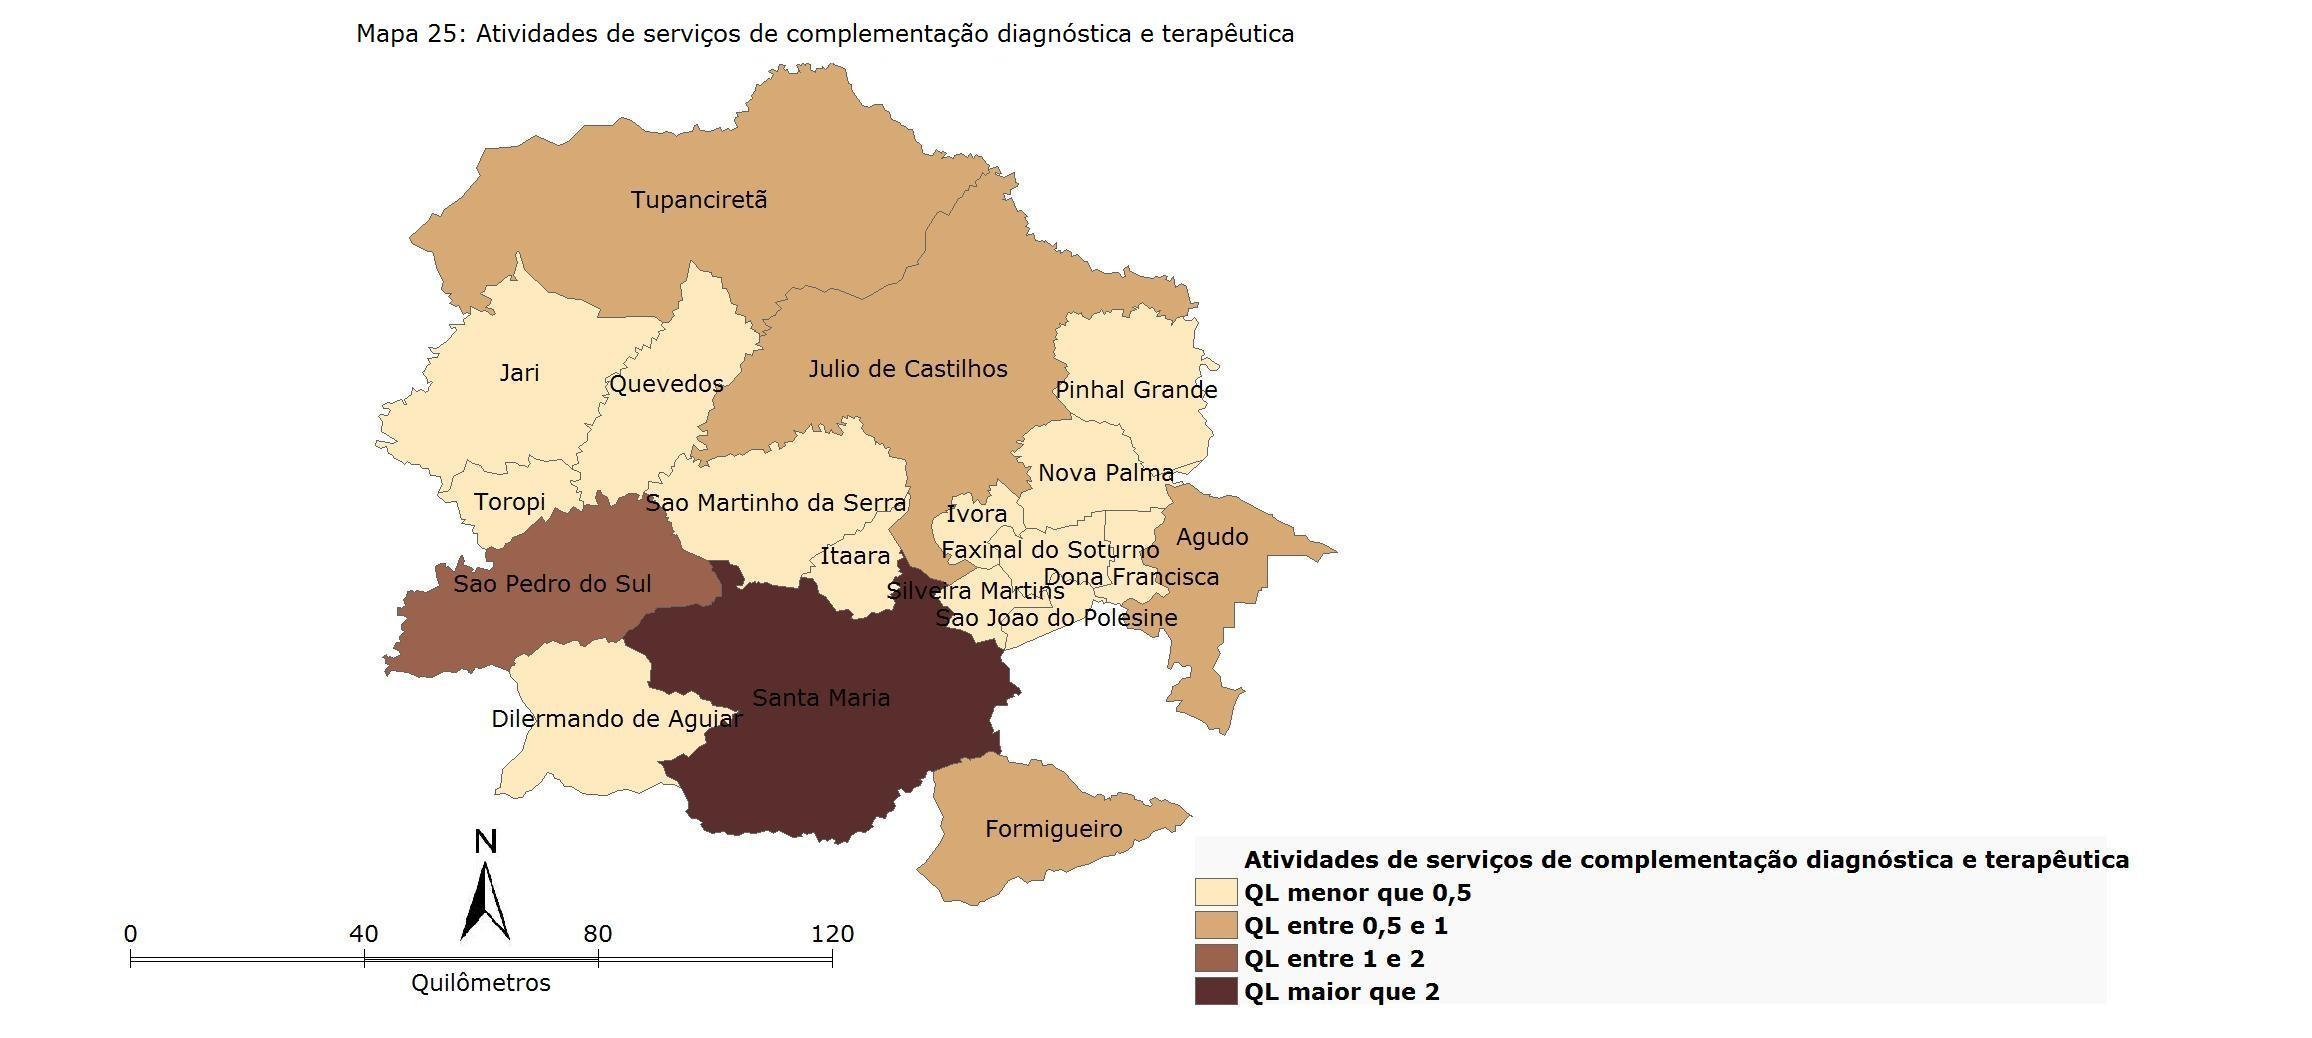 Mapa 25: Atividades de serviços de complementação diagnóstica e terapêutica
Tupanciretã
Jari
Quevedos
Julio de Castilhos
Pinhal Grande
Nova Palma
Toropi
Sao Martinho da Serra
Ivora
Itaara
Faxinal do Soturno
Agudo
Sao Pedro do Sul
Silveira Martins
Dona Francisca
Sao Joao do Polesine
Santa Maria
Dilermando de Aguiar
Formigueiro
N
0 40 80 120
Quilômetros
Atividades de serviços de complementação diagnóstica e terapêutica
QL menor que 0,5
QL entre 0,5 e 1
QL entre 1 e 2
QL maior que 2